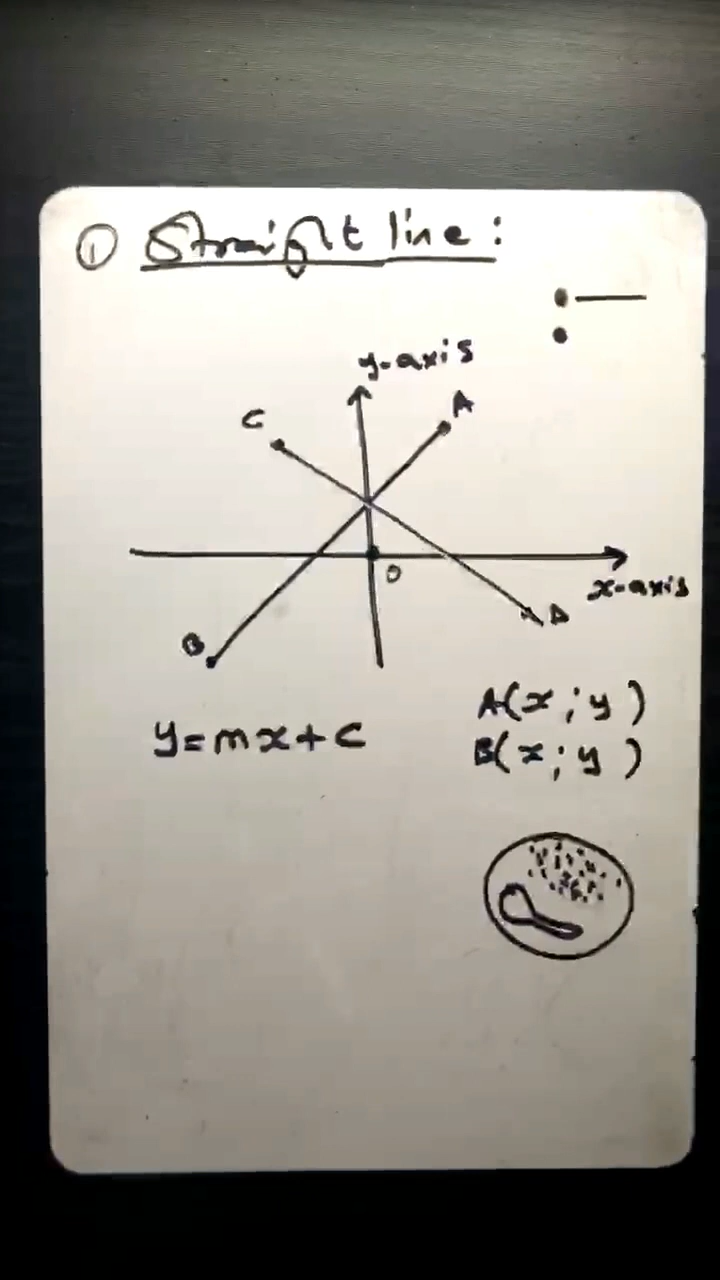 ① Straight line:
y-axis
C
A
O
x-axis
B
D
y=mx+c
A(x;y)
B(x;y)